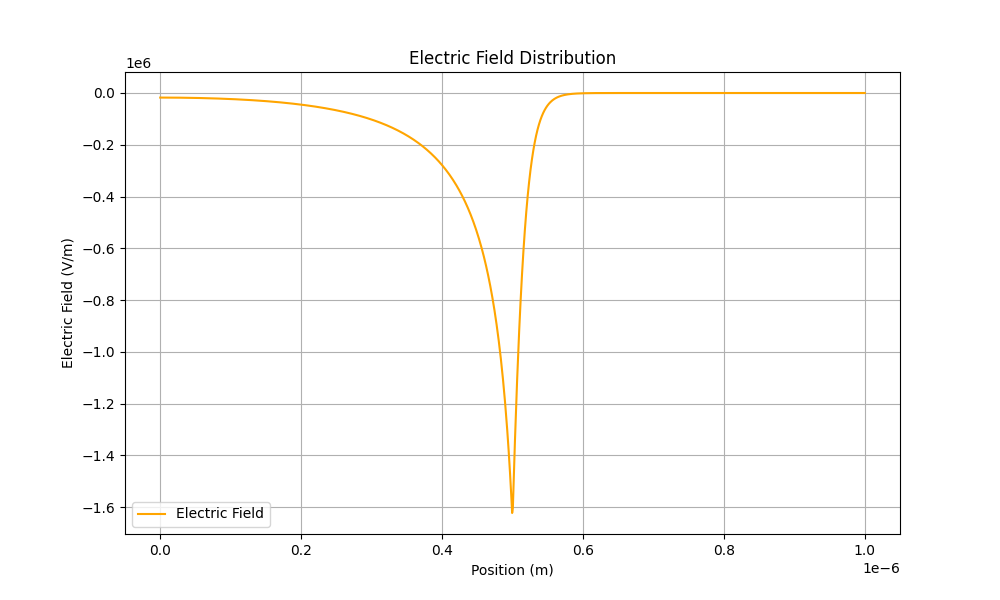 Electric Field Distribution
1e6
0.0
−0.2
−0.4
−0.6
−0.8
−1.0
−1.2
−1.4
−1.6
Electric Field (V/m)
Electric Field
0.0 0.2 0.4 0.6 0.8 1.0
Position (m)
1e−6